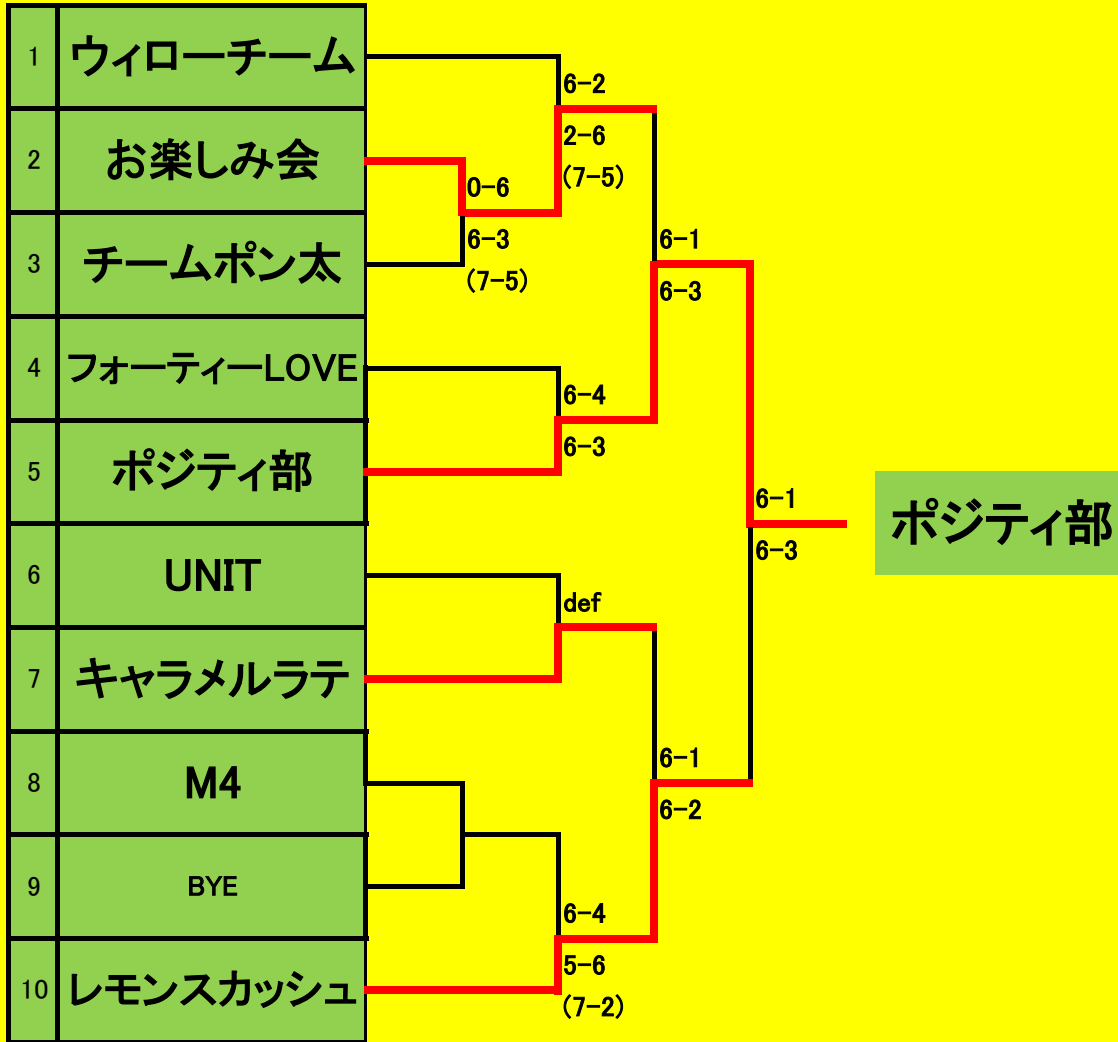 1 ウィローチーム
2 お楽しみ会
3 チームポン太
4 フォーティーLOVE
5 ポジティ部
6 UNIT
7 キャラメルラテ
8 M4
9 BYE
10 レモンスカッシュ
0-6
6-3
(7-5)
6-2
2-6
(7-5)
6-4
6-3
def
6-4
5-6
(7-2)
6-1
6-3
6-1
6-2
6-1
6-3
ポジティ部